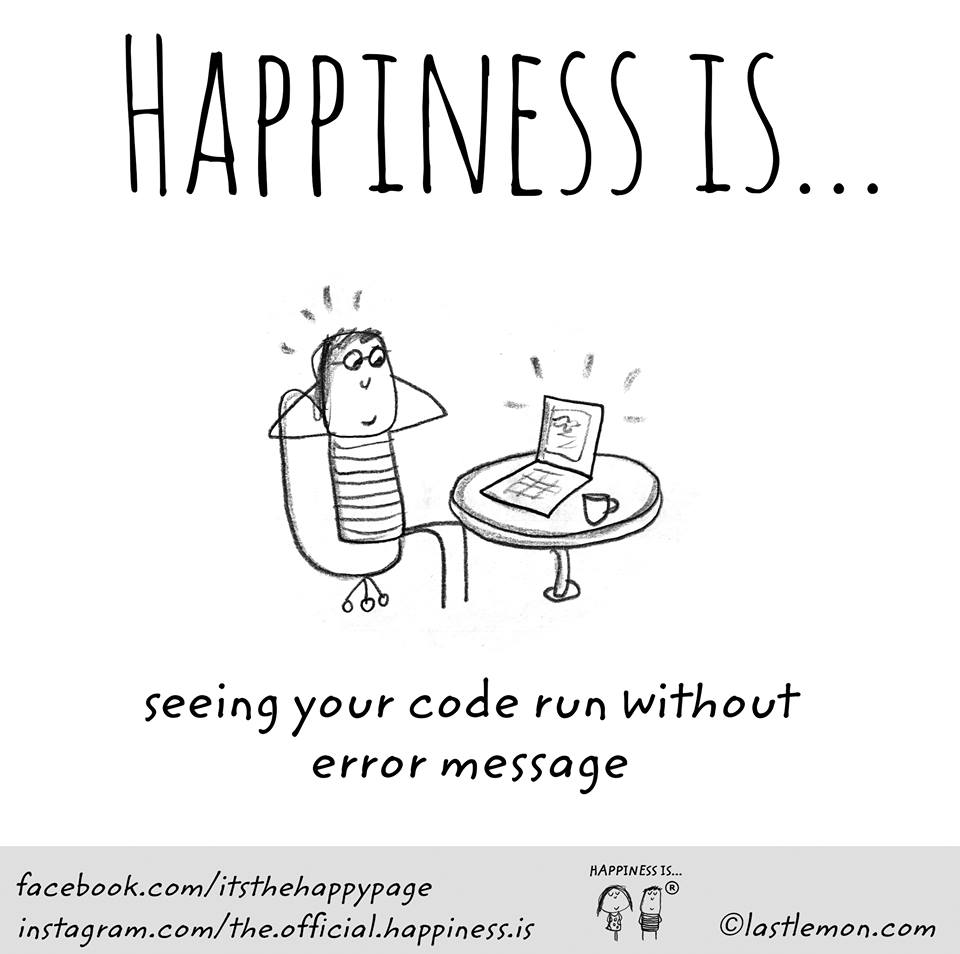 HAPPINESS IS...
seeing your code run without
error message
facebook.com/itsthehappypage
instagram.com/the.official.happiness.is
HAPPINESS IS...
®
©lastlemon.com